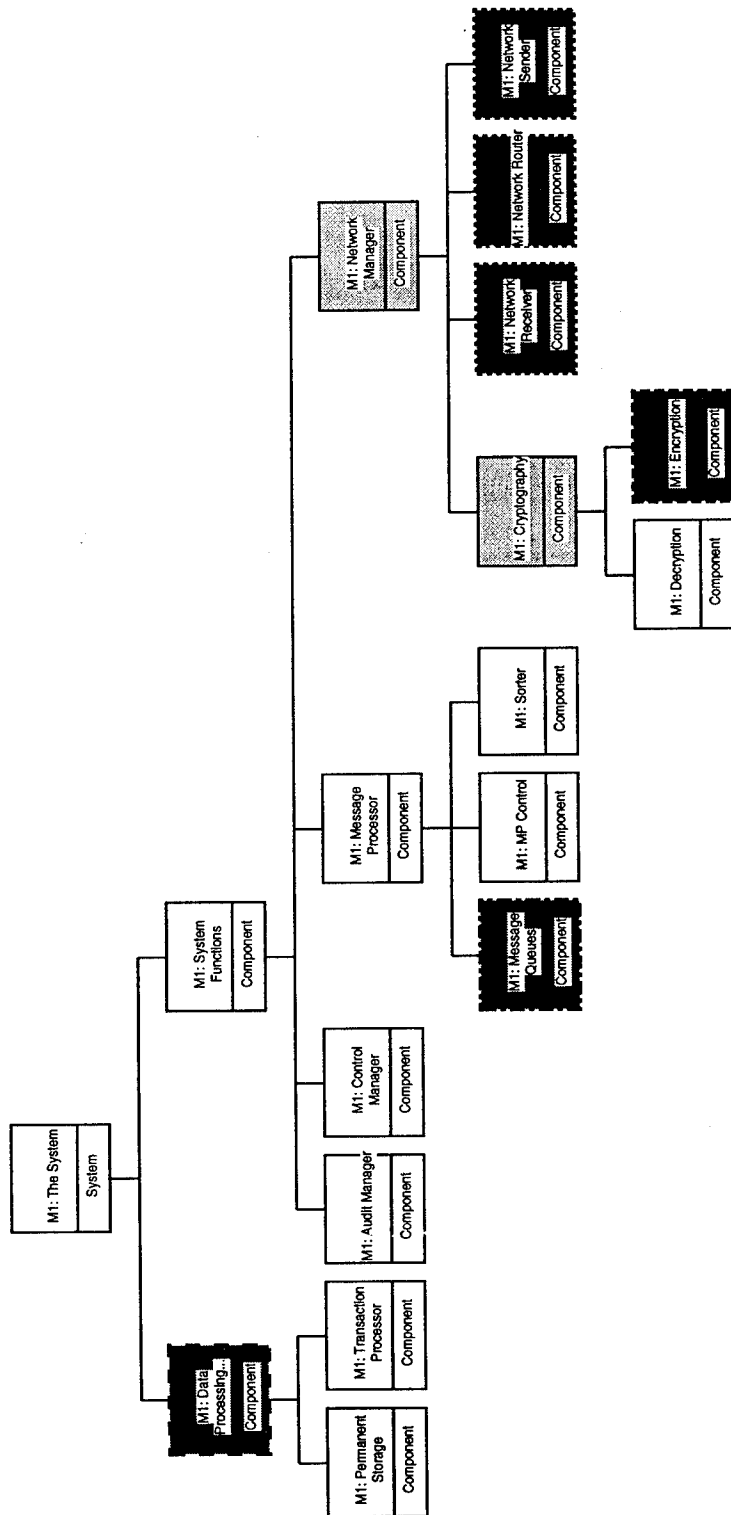 M1: The System
System
M1: Data
Processing...
Component
M1: System
Functions
Component
M1: Permanent
Storage
Component
M1: Transaction
Processor
Component
M1: Audit Manager
Component
M1: Control
Manager
Component
M1: Message
Processor
Component
M1: Network
Manager
Component
M1: Message
Queues
Component
M1: MP Control
Component
M1: Sorter
Component
M1: Cryptography
Component
M1: Network
Receiver
Component
M1: Network Router
Component
M1: Network
Sender
Component
M1: Decryption
Component
M1: Encryption
Component